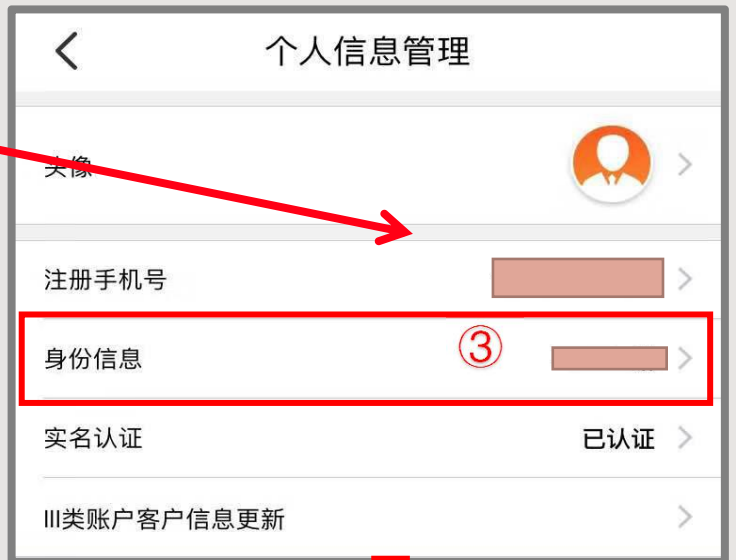 个人信息管理
头像
注册手机号
身份信息 ③
实名认证 已认证
III类账户客户信息更新